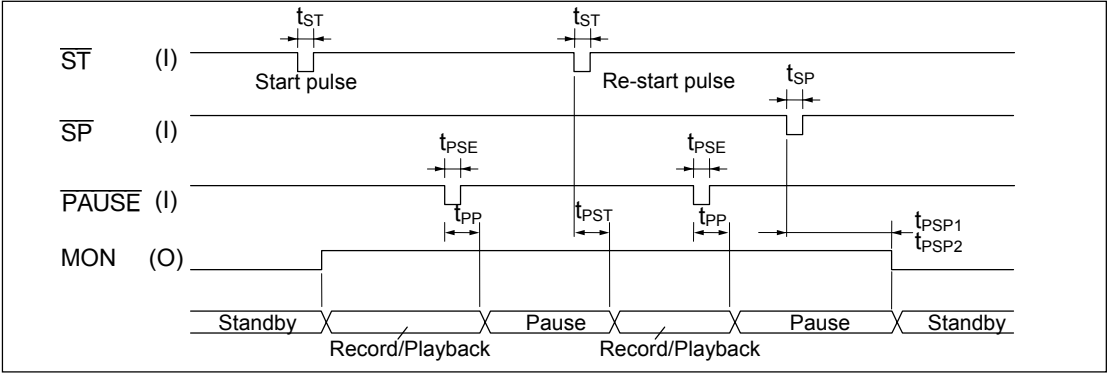 tST tST
ST (I)
Start pulse Re-start pulse tSP
SP (I)
tPSE tPSE
PAUSE (I)
tPP tPST tPP tPSP1
tPSP2
MON (O)
Standby Pause Pause Standby
Record/Playback Record/Playback